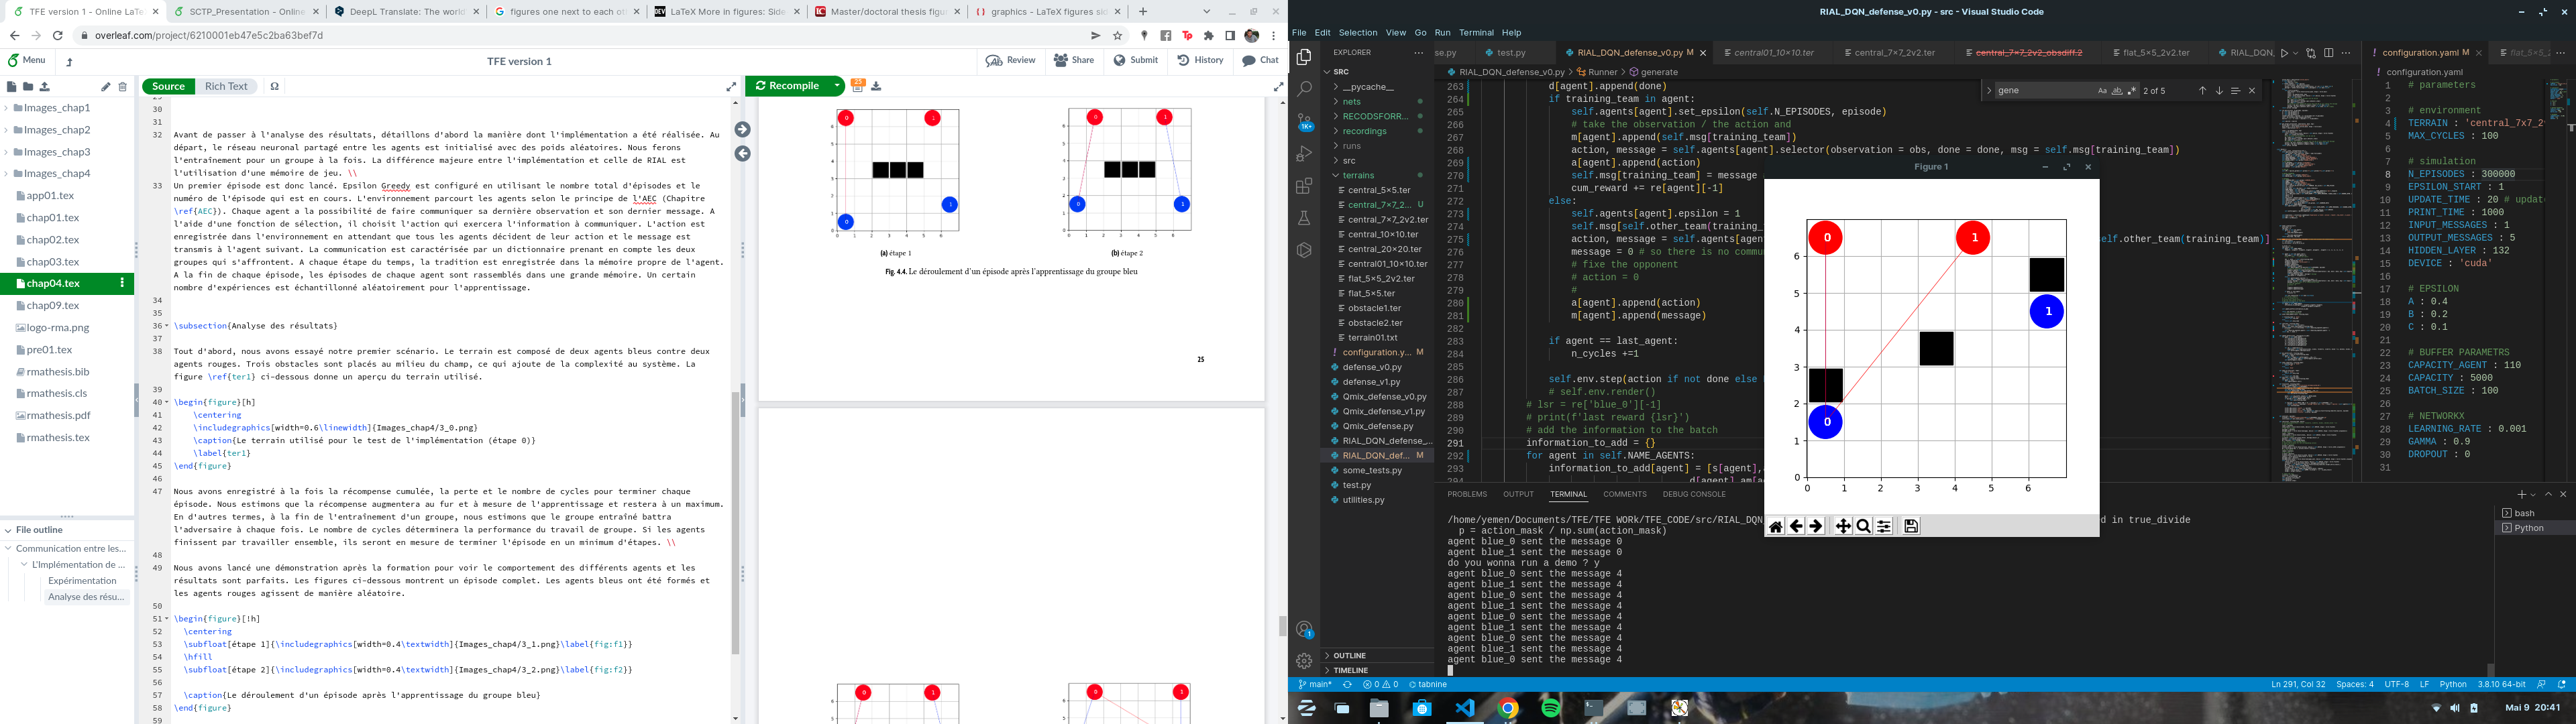 TFE version 1 - Online LaTe
SCTP_Presentation - Online
DeepL Translate: The world
figures one next to each oth
LaTeX More in figures: Side
Master/doctoral thesis figu
graphics - LaTeX figures sid
overleaf.com/project/6210001eb47e5c2ba63bef7d
Menu
TFE version 1
Review
Share
Submit
History
Chat
Source
Rich Text
Recompile
Images_chap1
Images_chap2
Images_chap3
Images_chap4
app01.tex
chap01.tex
chap02.tex
chap03.tex
chap04.tex
chap09.tex
logo-rma.png
pre01.tex
rmathesis.bib
rmathesis.cls
rmathesis.pdf
rmathesis.tex
File outline
Communication entre les...
L'Implémentation de ...
Expérimentation
Analyse des résu...
30
31
32 Avant de passer à l'analyse des résultats, détaillons d'abord la manière dont l'implémentation a été réalisée. Au
départ, le réseau neuronal partagé entre les agents est initialisé avec des poids aléatoires. Nous ferons
l'entraînement pour un groupe à la fois. La différence majeure entre l'implémentation et celle de RIAL est
l'utilisation d'une mémoire de jeu. \\
33 Un premier épisode est donc lancé. Epsilon Greedy est configuré en utilisant le nombre total d'épisodes et le
numéro de l'épisode qui est en cours. L'environnement parcourt les agents selon le principe de l'AEC (Chapitre
\ref{AEC}). Chaque agent a la possibilité de faire communiquer sa dernière observation et son dernier message. A
l'aide d'une fonction de sélection, il choisit l'action qui exercera l'information à communiquer. L'action est
enregistrée dans l'environnement en attendant que tous les agents décident de leur action et le message est
transmis à l'agent suivant. La communication est caractérisée par un dictionnaire prenant en compte les deux
groupes qui s'affrontent. A chaque étape du temps, la tradition est enregistrée dans la mémoire propre de l'agent.
A la fin de chaque épisode, les épisodes de chaque agent sont rassemblés dans une grande mémoire. Un certain
nombre d'expériences est échantillonné aléatoirement pour l'apprentissage.
34
35
36 \subsection{Analyse des résultats}
37
38 Tout d'abord, nous avons essayé notre premier scénario. Le terrain est composé de deux agents bleus contre deux
agents rouges. Trois obstacles sont placés au milieu du champ, ce qui ajoute de la complexité au système. La
figure \ref{ter1} ci-dessous donne un aperçu du terrain utilisé.
39
40 \begin{figure}[h]
41 \centering
42 \includegraphics[width=0.6\linewidth]{Images_chap4/3_0.png}
43 \caption{Le terrain utilisé pour le test de l'implémentation (étape 0)}
44 \label{ter1}
45 \end{figure}
46
47 Nous avons enregistré à la fois la récompense cumulée, la perte et le nombre de cycles pour terminer chaque
épisode. Nous estimons que la récompense augmentera au fur et à mesure de l'apprentissage et restera à un maximum.
En d'autres termes, à la fin de l'entraînement d'un groupe, nous estimons que le groupe entraîné battra
l'adversaire à chaque fois. Le nombre de cycles déterminera la performance du travail de groupe. Si les agents
finissent par travailler ensemble, ils seront en mesure de terminer l'épisode en un minimum d'étapes. \\
48
49 Nous avons lancé une démonstration après la formation pour voir le comportement des différents agents et les
résultats sont parfaits. Les figures ci-dessous montrent un épisode complet. Les agents bleus ont été formés et
les agents rouges agissent de manière aléatoire.
50
51 \begin{figure}[!h]
52 \centering
53 \subfloat[étape 1]{\includegraphics[width=0.4\textwidth]{Images_chap4/3_1.png}\label{fig:f1}}
54 \hfill
55 \subfloat[étape 2]{\includegraphics[width=0.4\textwidth]{Images_chap4/3_2.png}\label{fig:f2}}
56
57 \caption{Le déroulement d'un épisode après l'apprentissage du groupe bleu}
58 \end{figure}
59
(a) étape 1
(b) étape 2
Fig. 4.4. Le déroulement d'un épisode après l'apprentissage du groupe bleu
25
RIAL_DQN_defense_v0.py - src - Visual Studio Code
File Edit Selection View Go Run Terminal Help
EXPLORER
SRC
__pycache__
nets
RECODSFORR...
recordings
runs
src
terrains
central_5×5.ter
central_7×7_2...
U
central_7×7_2v2.ter
central_10×10.ter
central_20×20.ter
central01_10×10.ter
flat_5×5_2v2.ter
flat_5×5.ter
obstacle1.ter
obstacle2.ter
terrain01.txt
configuration.y... M
defense_v0.py
defense_v1.py
Qmix_defense_v0.py
Qmix_defense_v1.py
Qmix_defense.py
RIAL_DQN_defense_...
RIAL_DQN_def... M
some_tests.py
test.py
utilities.py
OUTLINE
TIMELINE
se.py
test.py
RIAL_DQN_defense_v0.py M
central01_10×10.ter
central_7×7_2v2.ter
central_7×7_2v2_obsdiff.2
flat_5×5_2v2.ter
RIAL_DQN_
RIAL_DQN_defense_v0.py > Runner > generate
gene
2 of 5
263 d[agent].append(done)
264 if training_team in agent:
265 self.agents[agent].set_epsilon(self.N_EPISODES, episode)
266 # take the observation / the action and
267 m[agent].append(self.msg[training_team])
268 action, message = self.agents[agent].selector(observation = obs, done = done, msg = self.msg[training_team])
269 a[agent].append(action)
270 self.msg[training_team] = message
271 cum_reward += re[agent][-1]
272 else:
273 self.agents[agent].epsilon = 1
274 self.msg[self.other_team(training_
275 action, message = self.agents[agen
self.other_team(training_team)]
276 message = 0 # so there is no commu
277 # fixe the opponent
278 # action = 0
279 #
280 a[agent].append(action)
281 m[agent].append(message)
282
283 if agent == last_agent:
284 n_cycles +=1
285
286 self.env.step(action if not done else
287 # self.env.render()
288 # lsr = re['blue_0'][-1]
289 # print(f'last reward {lsr}')
290 # add the information to the batch
291 information_to_add = {}
292 for agent in self.NAME_AGENTS:
293 information_to_add[agent] = [s[agent],
Figure 1
0 1 2 3 4 5 6
configuration.yaml M
configuration.yaml
1 # parameters
2
3 # environment
4 TERRAIN : 'central_7x7_2v
5 MAX_CYCLES : 100
6
7 # simulation
8 N_EPISODES : 300000
9 EPSILON_START : 1
10 UPDATE_TIME : 20 # updat
11 PRINT_TIME : 1000
12 INPUT_MESSAGES : 1
13 OUTPUT_MESSAGES : 5
14 HIDDEN_LAYER : 132
15 DEVICE : 'cuda'
16
17 # EPSILON
18 A : 0.4
19 B : 0.2
20 C : 0.1
21
22 # BUFFER PARAMETRS
23 CAPACITY_AGENT : 110
24 CAPACITY : 5000
25 BATCH_SIZE : 100
26
27 # NETWORKX
28 LEARNING_RATE : 0.001
29 GAMMA : 0.9
30 DROPOUT : 0
31
PROBLEMS OUTPUT TERMINAL COMMENTS DEBUG CONSOLE
/home/yemen/Documents/TFE/TFE WORk/TFE_CODE/src/RIAL_DQN
d in true_divide
p = action_mask / np.sum(action_mask)
agent blue_0 sent the message 0
agent blue_1 sent the message 0
do you wonna run a demo ? y
agent blue_0 sent the message 4
agent blue_1 sent the message 4
agent blue_0 sent the message 4
agent blue_1 sent the message 4
agent blue_0 sent the message 4
agent blue_1 sent the message 4
agent blue_0 sent the message 4
agent blue_1 sent the message 4
agent blue_0 sent the message 4
bash
Python
main*
0 0
tabnine
Ln 291, Col 32
Spaces: 4
UTF-8
LF
Python
3.8.10 64-bit
Mai 9 20:41